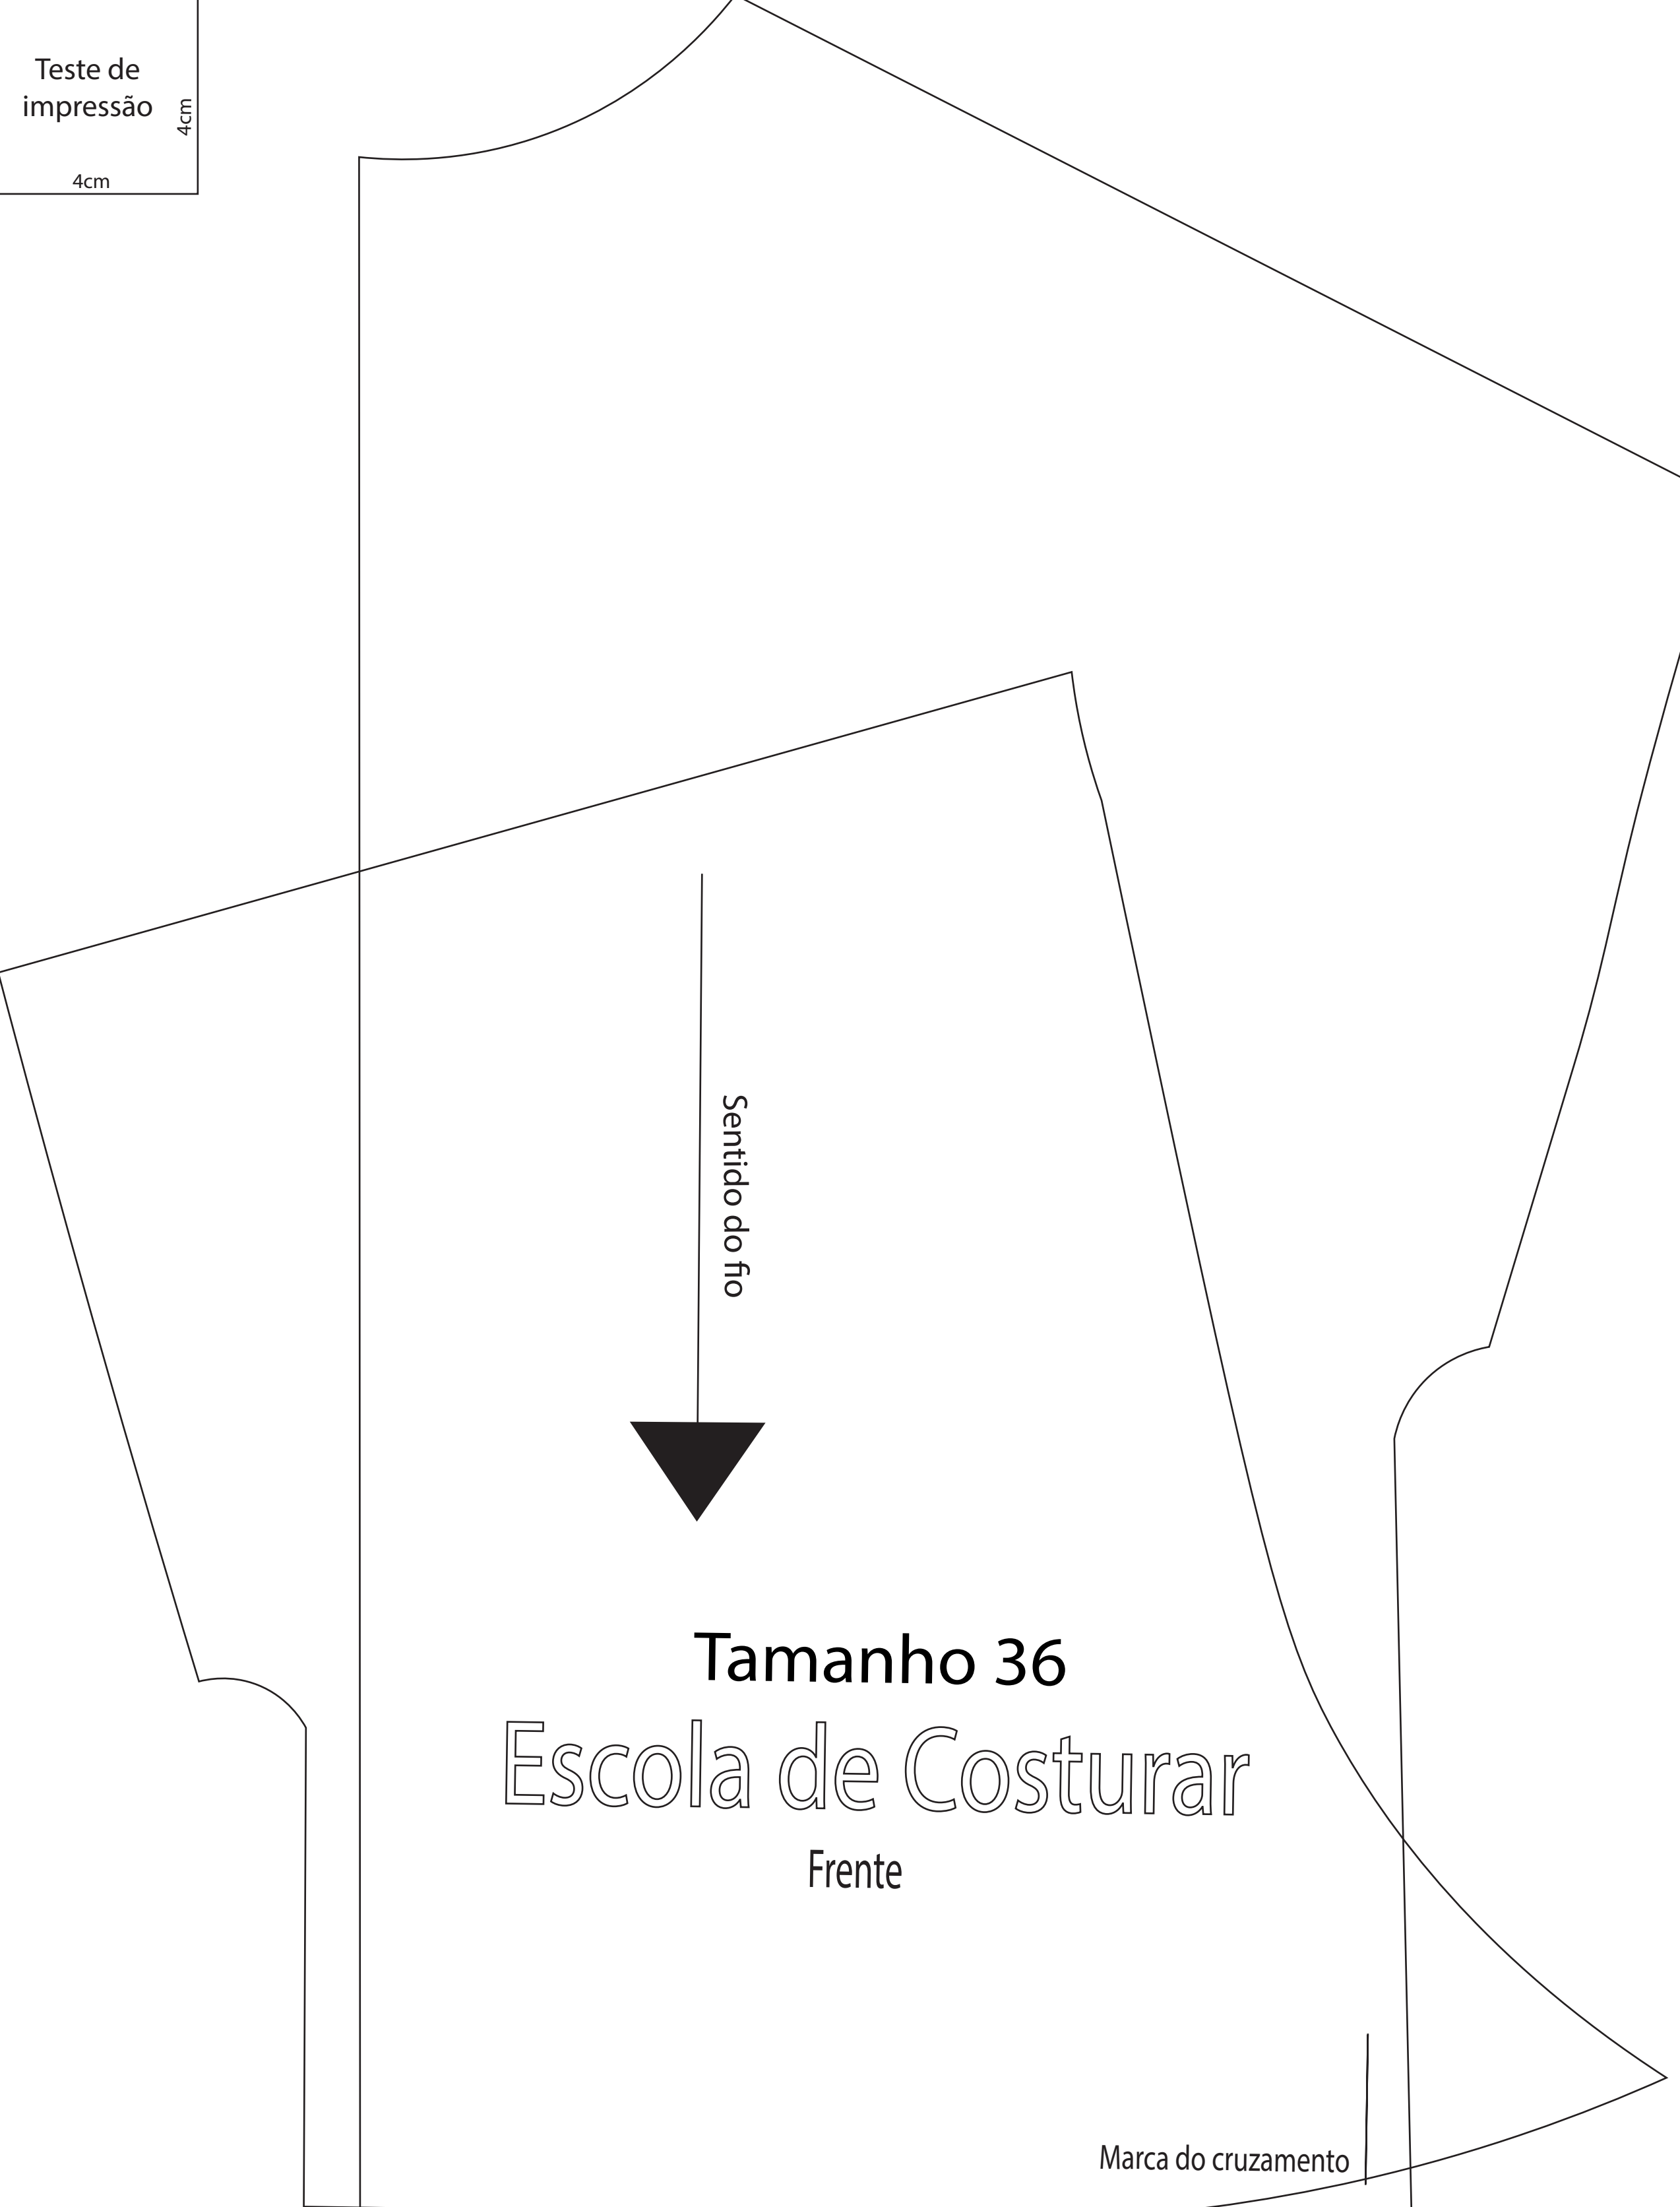 Teste de
impressão
4cm
4cm
Sentido do fio
Tamanho 36
Escola de Costurar
Frente
Marca do cruzamento